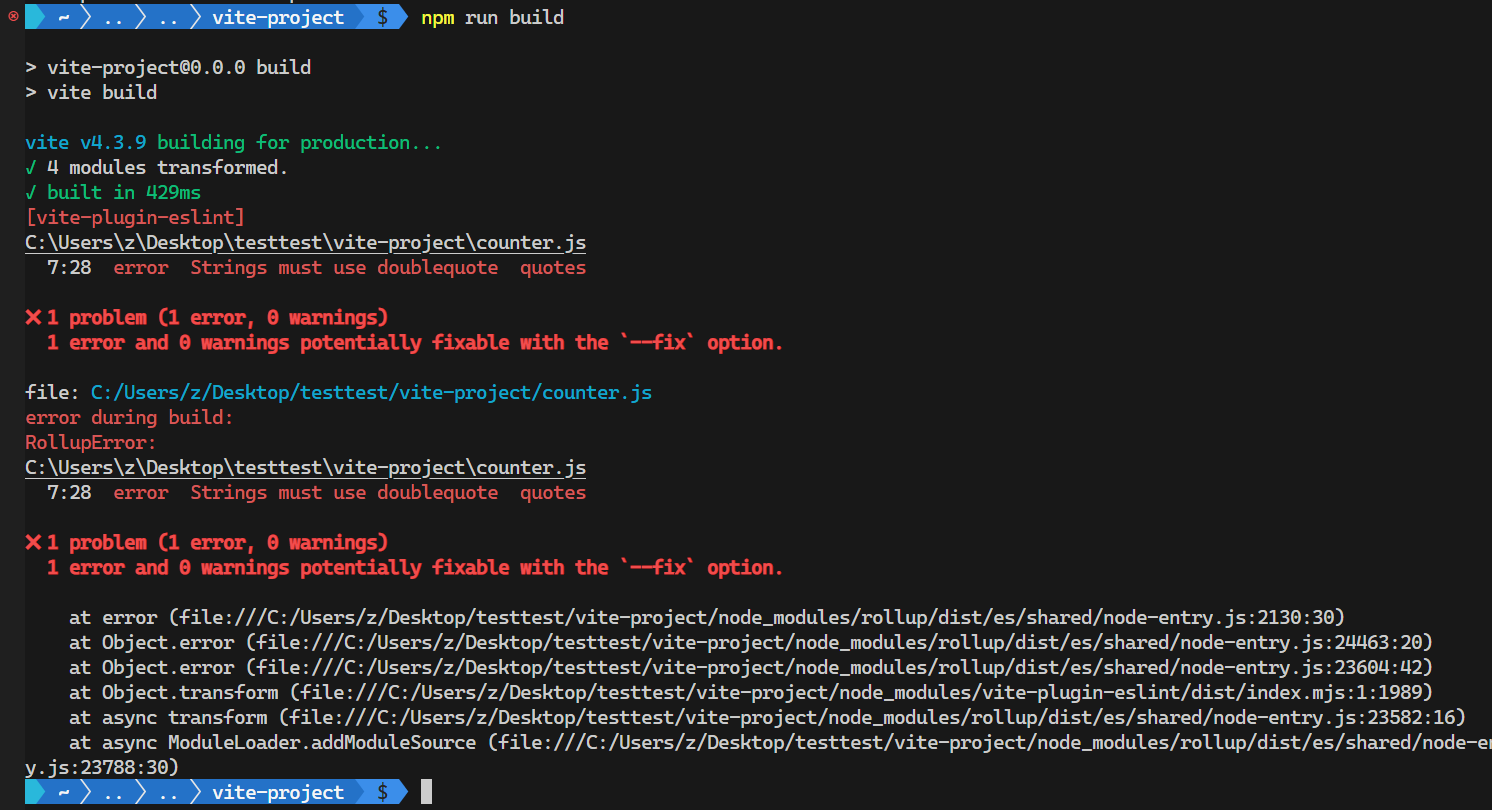 ~ .. .. vite-project $ npm run build
> vite-project@0.0.0 build
> vite build
vite v4.3.9 building for production...
✓ 4 modules transformed.
✓ built in 429ms
[vite-plugin-eslint]
C:\Users\z\Desktop\testtest\vite-project\counter.js
7:28 error Strings must use doublequote quotes
❌ 1 problem (1 error, 0 warnings)
1 error and 0 warnings potentially fixable with the `--fix` option.
file: C:/Users/z/Desktop/testtest/vite-project/counter.js
error during build:
RollupError:
C:\Users\z\Desktop\testtest\vite-project\counter.js
7:28 error Strings must use doublequote quotes
❌ 1 problem (1 error, 0 warnings)
1 error and 0 warnings potentially fixable with the `--fix` option.
at error (file:///C:/Users/z/Desktop/testtest/vite-project/node_modules/rollup/dist/es/shared/node-entry.js:2130:30)
at Object.error (file:///C:/Users/z/Desktop/testtest/vite-project/node_modules/rollup/dist/es/shared/node-entry.js:24463:20)
at Object.error (file:///C:/Users/z/Desktop/testtest/vite-project/node_modules/rollup/dist/es/shared/node-entry.js:23604:42)
at Object.transform (file:///C:/Users/z/Desktop/testtest/vite-project/node_modules/vite-plugin-eslint/dist/index.mjs:1:1989)
at async transform (file:///C:/Users/z/Desktop/testtest/vite-project/node_modules/rollup/dist/es/shared/node-entry.js:23582:16)
at async ModuleLoader.addModuleSource (file:///C:/Users/z/Desktop/testtest/vite-project/node_modules/rollup/dist/es/shared/node-en
y.js:23788:30)
~ .. .. vite-project $